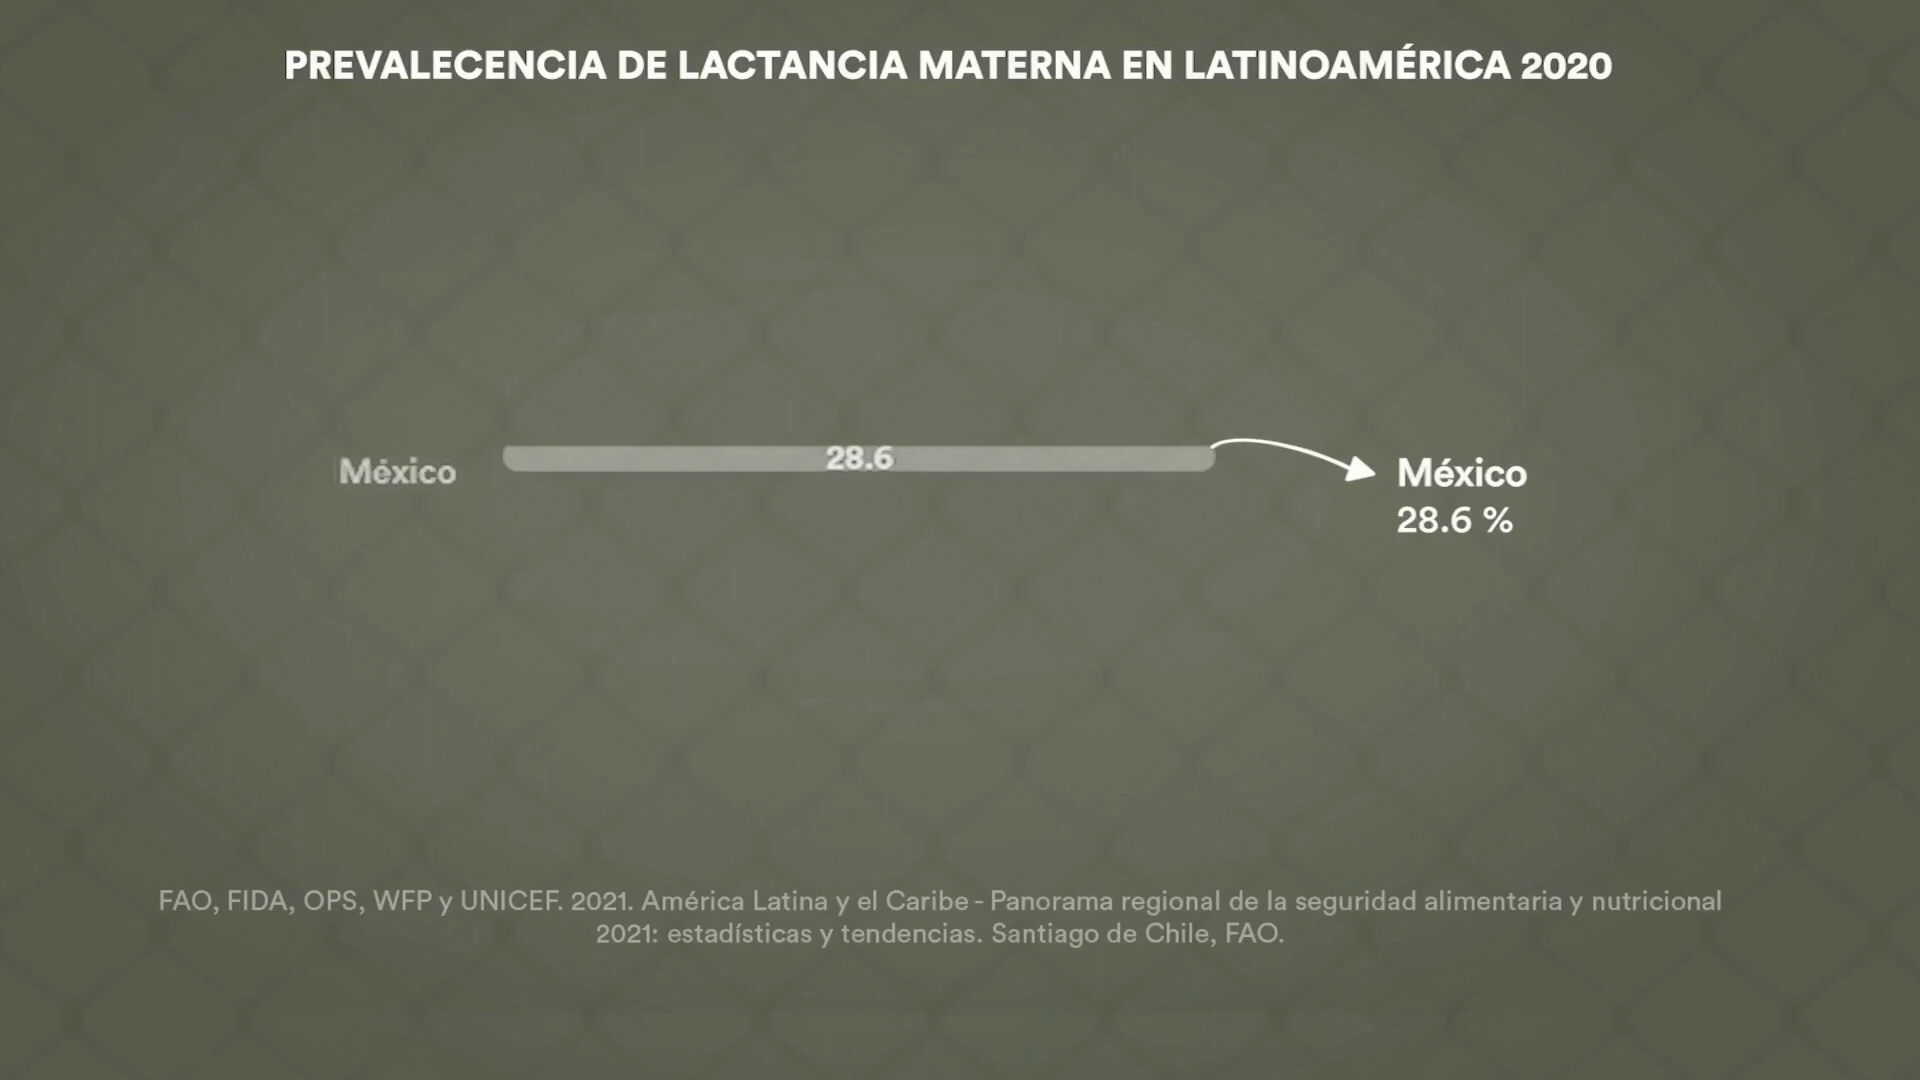 PREVALECENCIA DE LACTANCIA MATERNA EN LATINOAMÉRICA 2020
México
28.6
México
28.6 %
FAO, FIDA, OPS, WFP y UNICEF. 2021. América Latina y el Caribe - Panorama regional de la seguridad alimentaria y nutricional
2021: estadísticas y tendencias. Santiago de Chile, FAO.